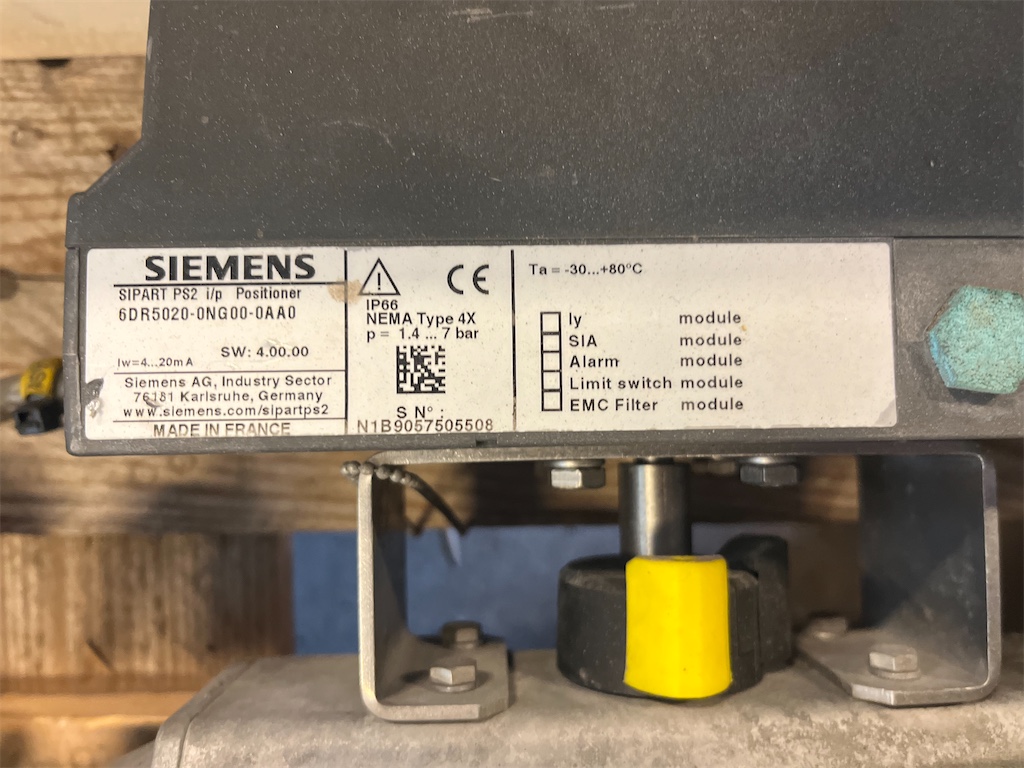 SIEMENS
SIPART PS2 i/p Positioner
6DR5020-0NG00-0AA0
SW: 4.00.00
Iw=4...20mA
Siemens AG, Industry Sector
76181 Karlsruhe, Germany
www.siemens.com/sipartps2
MADE IN FRANCE
CE
IP66
NEMA Type 4X
p = 1.4 ... 7 bar
S N° :
N1B9057505508
Ta = -30...+80°C
Iy module
SIA module
Alarm module
Limit switch module
EMC Filter module